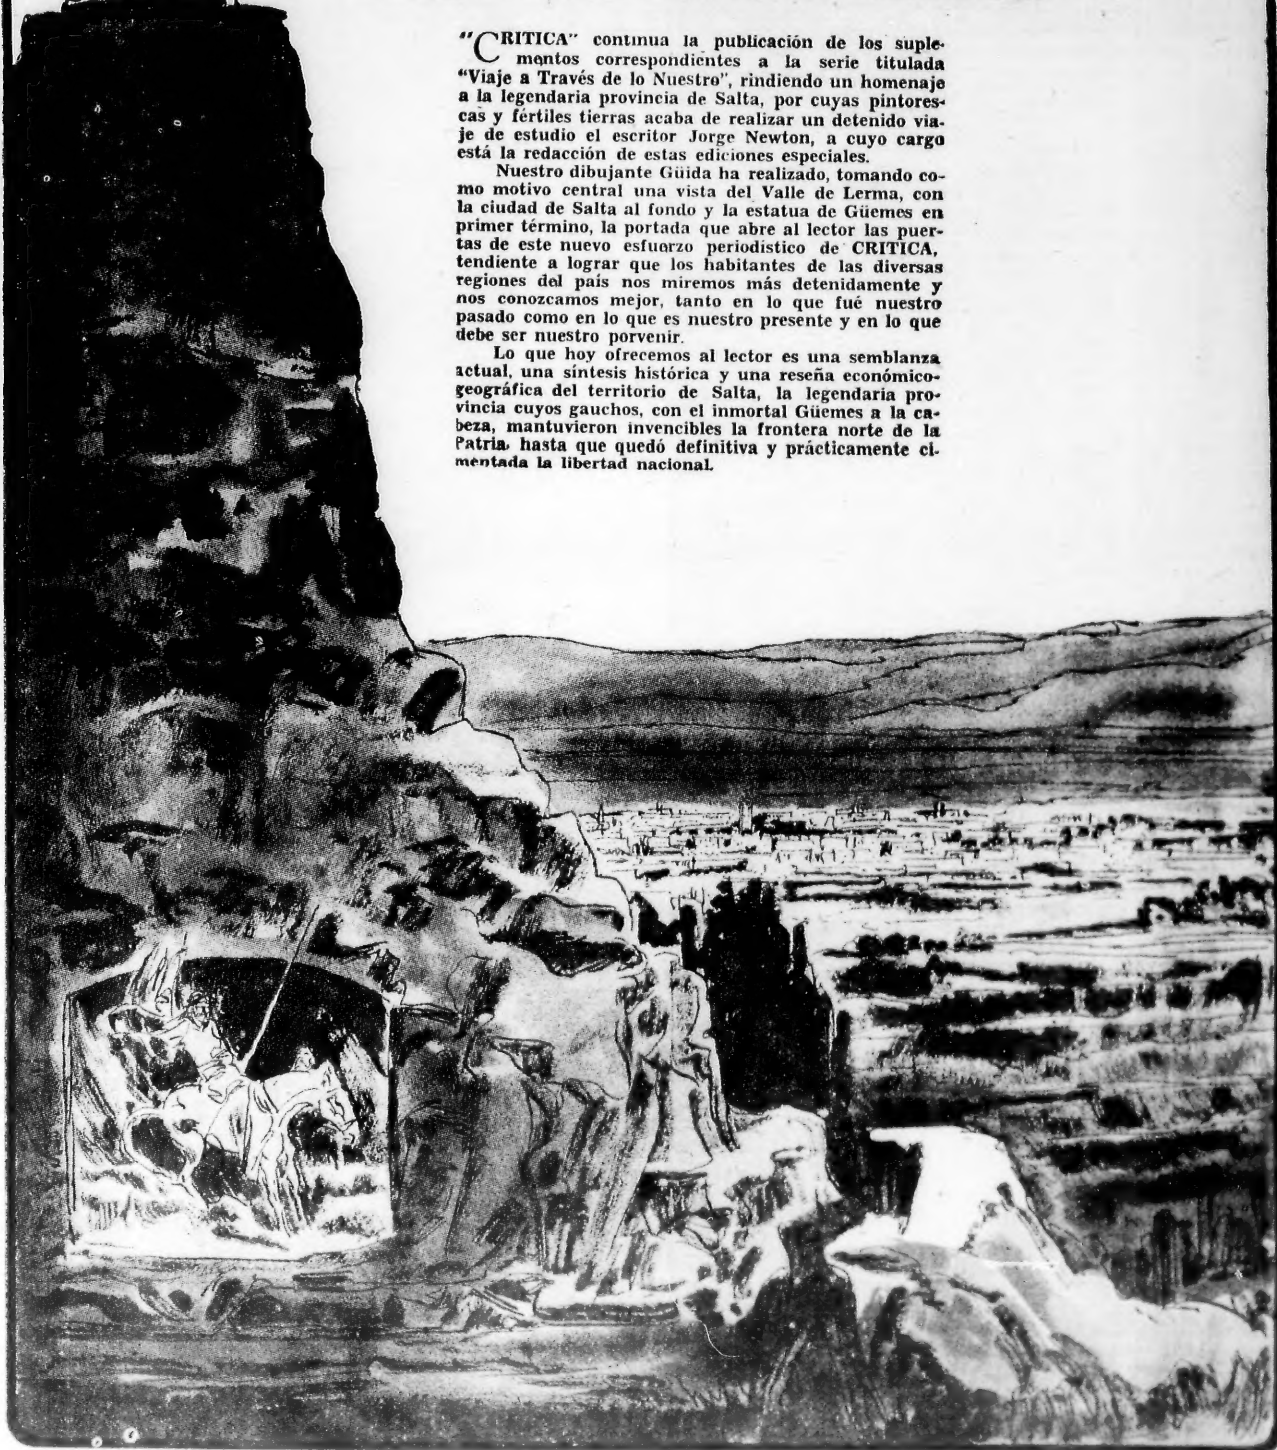 "CRITICA" continua la publicación de los suple-
mentos correspondientes a la serie titulada
"Viaje a Través de lo Nuestro", rindiendo un homenaje
a la legendaria provincia de Salta, por cuyas pintores-
cas y fértiles tierras acaba de realizar un detenido via-
je de estudio el escritor Jorge Newton, a cuyo cargo
está la redacción de estas ediciones especiales.
Nuestro dibujante Güida ha realizado, tomando co-
mo motivo central una vista del Valle de Lerma, con
la ciudad de Salta al fondo y la estatua de Güemes en
primer término, la portada que abre al lector las puer-
tas de este nuevo esfuerzo periodístico de CRITICA,
tendiente a lograr que los habitantes de las diversas
regiones del país nos miremos más detenidamente y
nos conozcamos mejor, tanto en lo que fué nuestro
pasado como en lo que es nuestro presente y en lo que
debe ser nuestro porvenir.
Lo que hoy ofrecemos al lector es una semblanza
actual, una síntesis histórica y una reseña económico-
geográfica del territorio de Salta, la legendaria pro-
vincia cuyos gauchos, con el inmortal Güemes a la ca-
beza, mantuvieron invencibles la frontera norte de la
Patria, hasta que quedó definitiva y prácticamente ci-
mentada la libertad nacional.